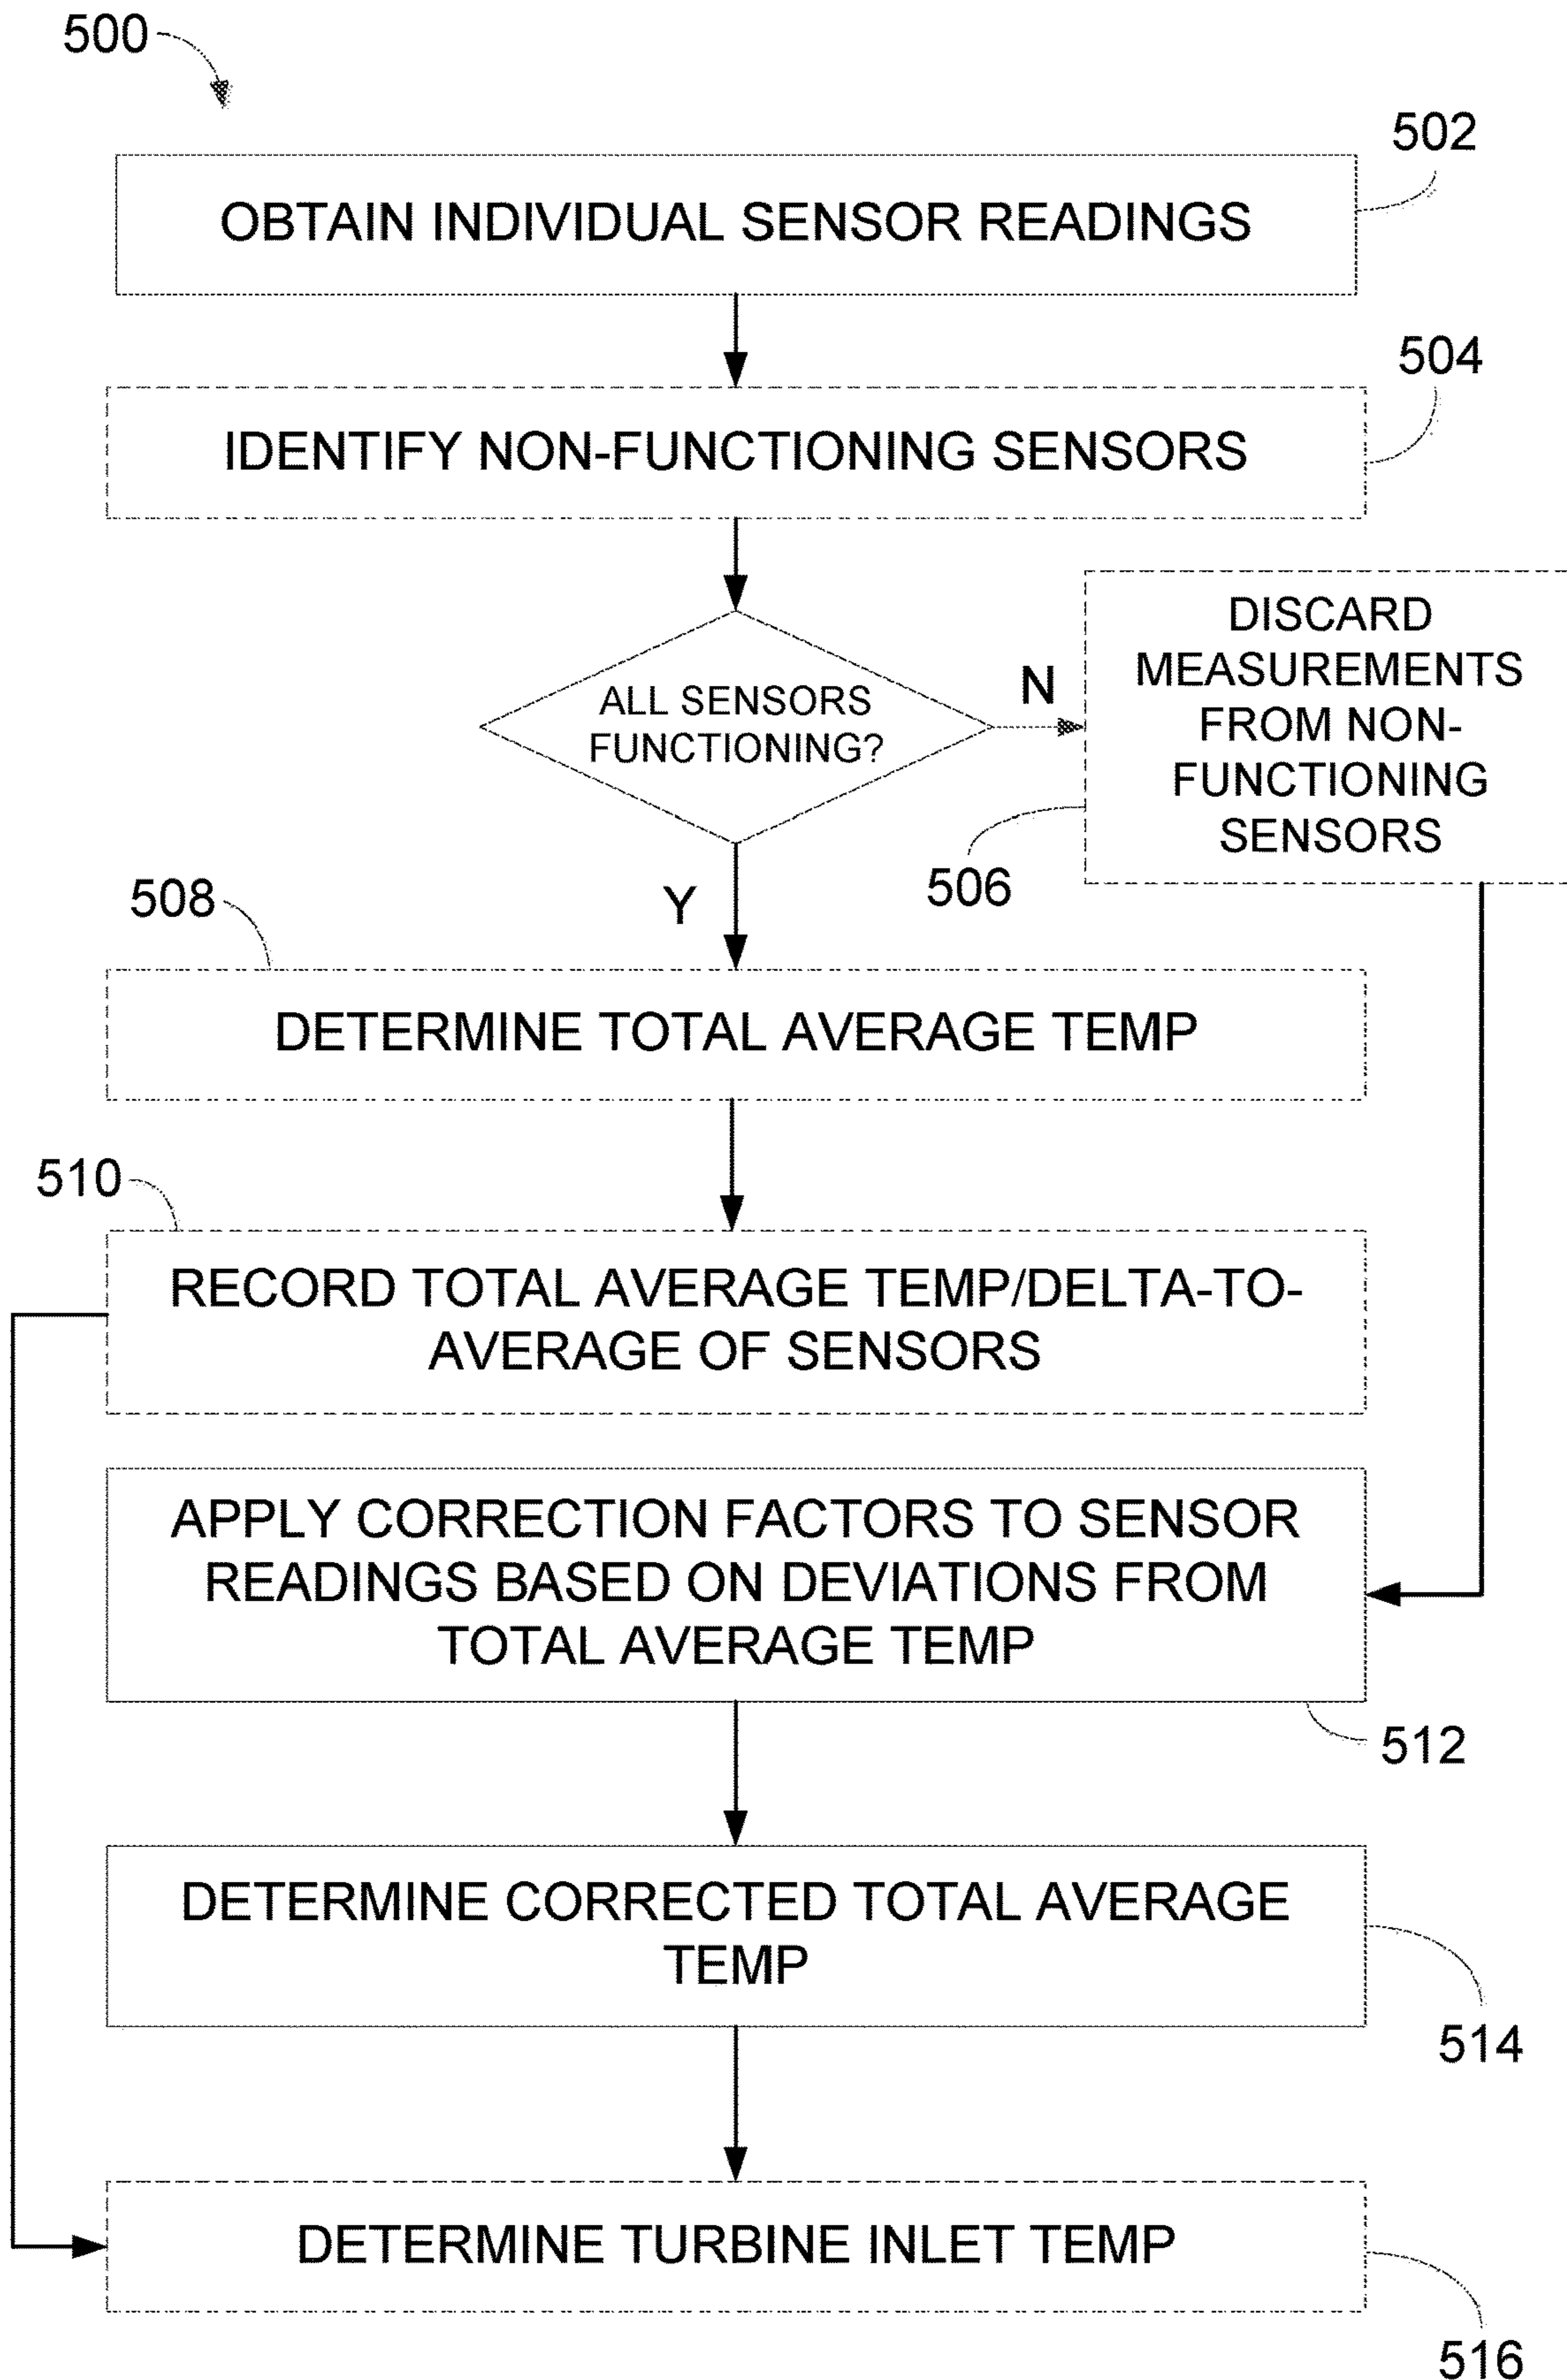 500
502
OBTAIN INDIVIDUAL SENSOR READINGS
504
IDENTIFY NON-FUNCTIONING SENSORS
ALL SENSORS
FUNCTIONING?
N
DISCARD
MEASUREMENTS
FROM NON-
FUNCTIONING
SENSORS
506
Y
508
DETERMINE TOTAL AVERAGE TEMP
510
RECORD TOTAL AVERAGE TEMP/DELTA-TO-
AVERAGE OF SENSORS
APPLY CORRECTION FACTORS TO SENSOR
READINGS BASED ON DEVIATIONS FROM
TOTAL AVERAGE TEMP
512
DETERMINE CORRECTED TOTAL AVERAGE
TEMP
514
DETERMINE TURBINE INLET TEMP
516